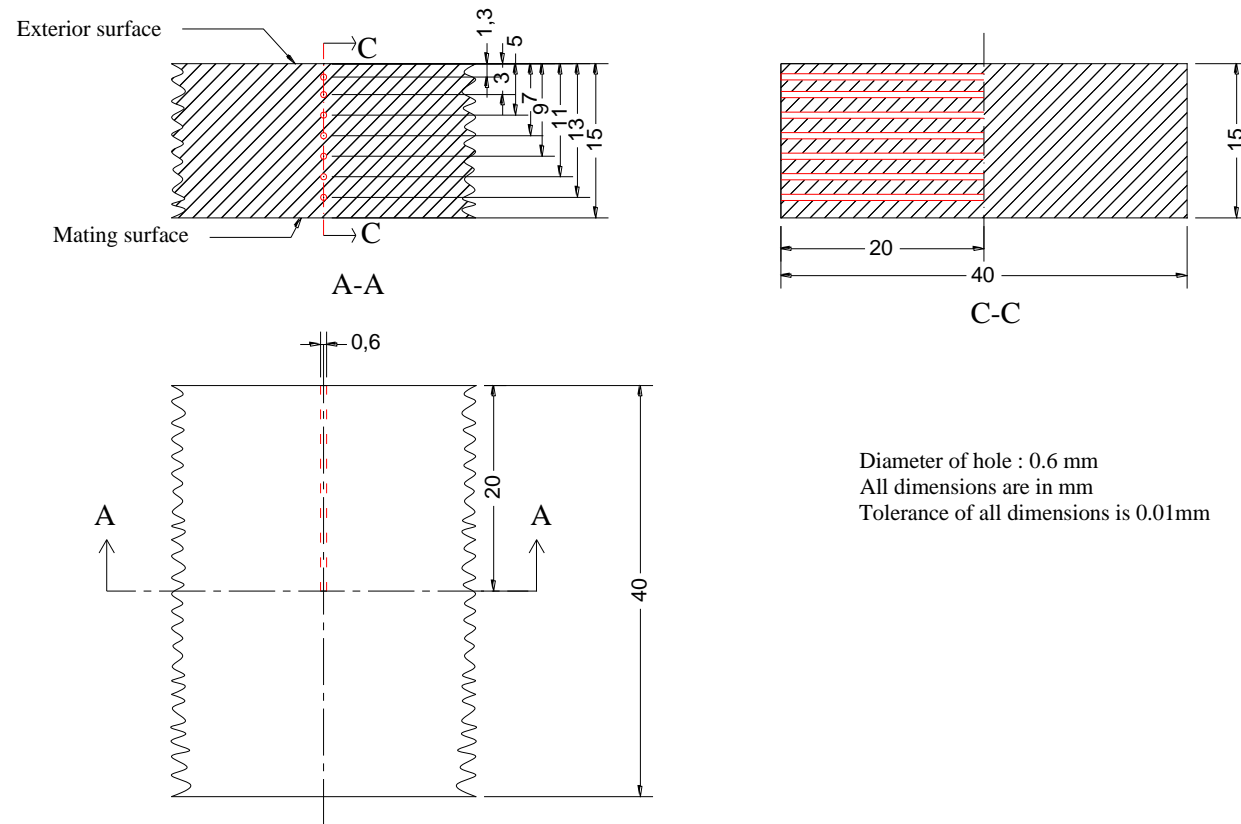 Exterior surface
C
1,3
5
3
7
9
11
13
15
Mating surface
C
A-A
15
20
40
C-C
0,6
20
40
A
A
Diameter of hole : 0.6 mm
All dimensions are in mm
Tolerance of all dimensions is 0.01mm